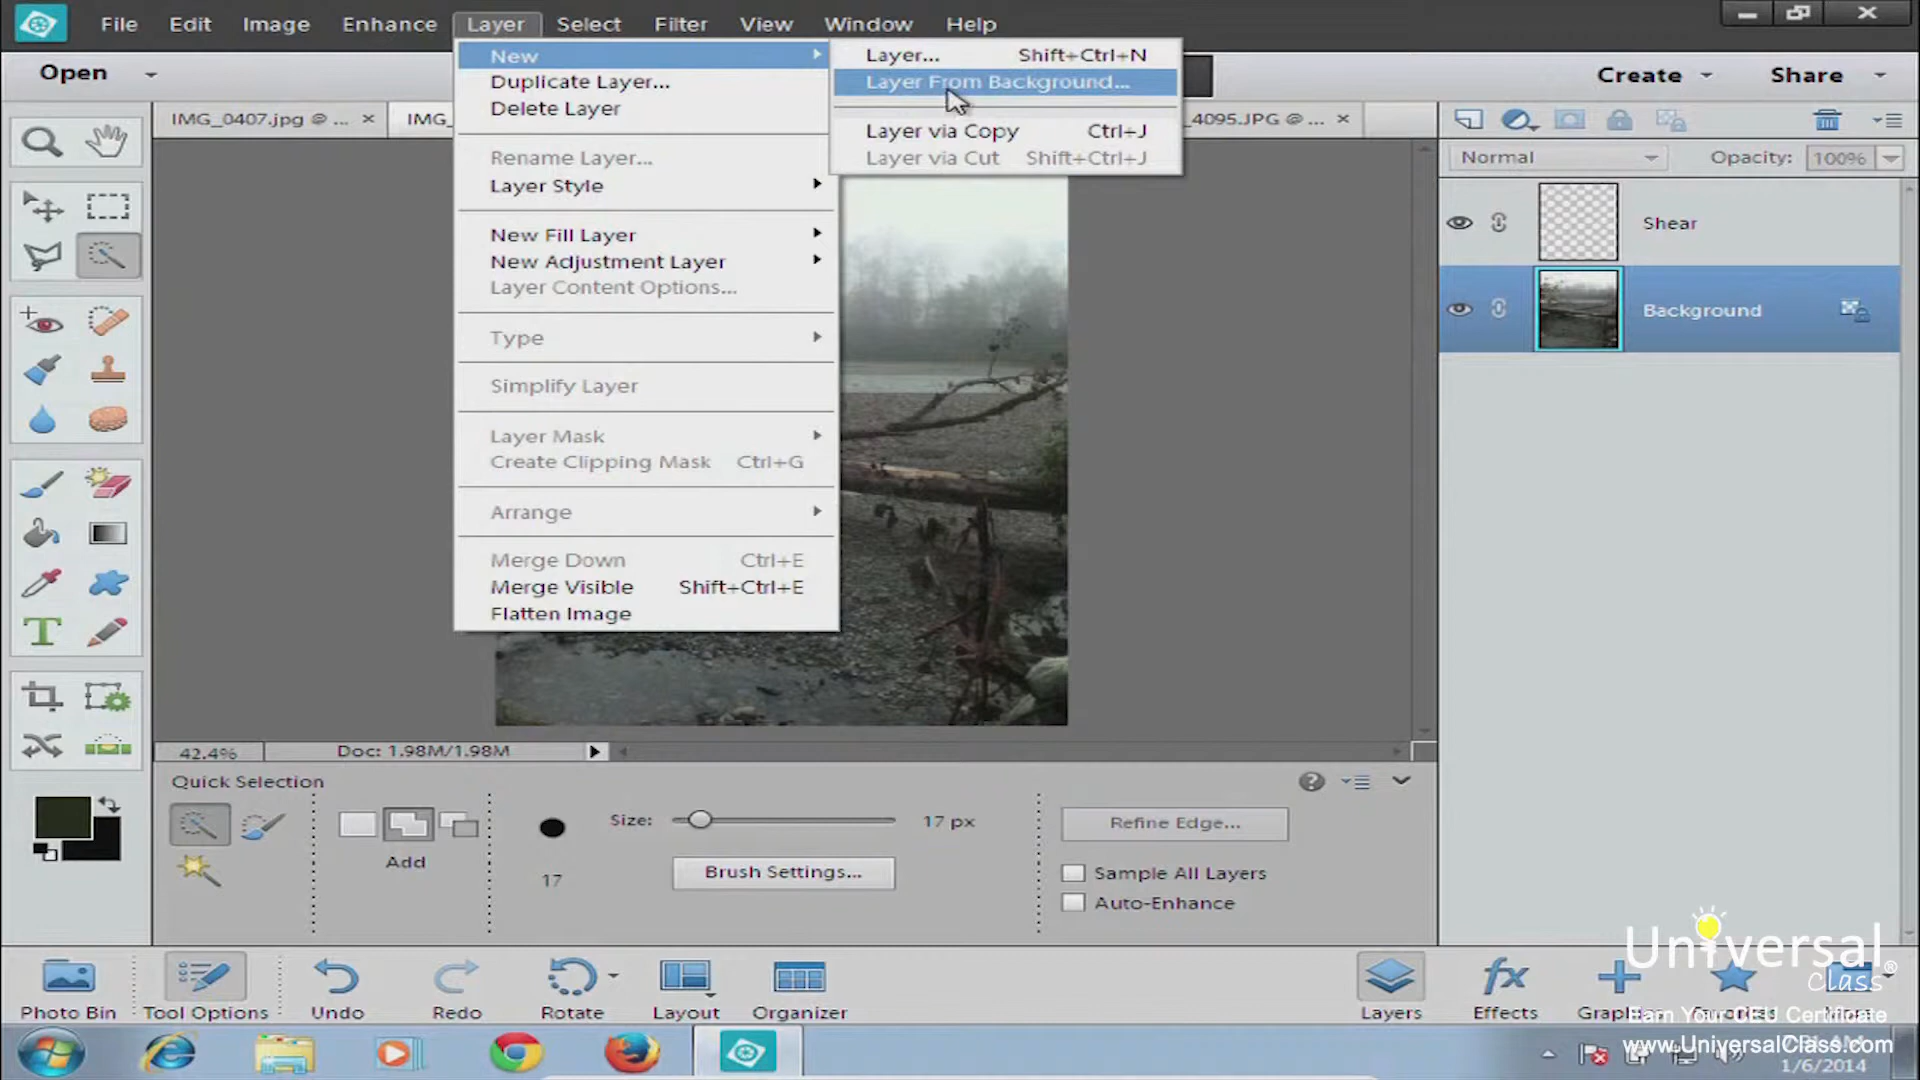 File Edit Image Enhance Layer Select Filter View Window Help
Open
Create Share
New
Duplicate Layer...
Delete Layer
Rename Layer...
Layer Style
New Fill Layer
New Adjustment Layer
Layer Content Options...
Type
Simplify Layer
Layer Mask
Create Clipping Mask Ctrl+G
Arrange
Merge Down Ctrl+E
Merge Visible Shift+Ctrl+E
Flatten Image
Layer... Shift+Ctrl+N
Layer From Background...
Layer via Copy Ctrl+J
Layer via Cut Shift+Ctrl+J
IMG_0407.jpg @ ... × IMG_ _4095.JPG @ ... ×
Normal Opacity: 100%
Shear
Background
42.4% Doc: 1.98M/1.98M
Quick Selection
Size: 17 px
Add
17
Brush Settings...
Refine Edge...
Sample All Layers
Auto-Enhance
Photo Bin Tool Options Undo Redo Rotate Layout Organizer
Layers Effects
fx
T
Universal
Class®
Earn Your CEU Certificate
www.UniversalClass.com
1/6/2014